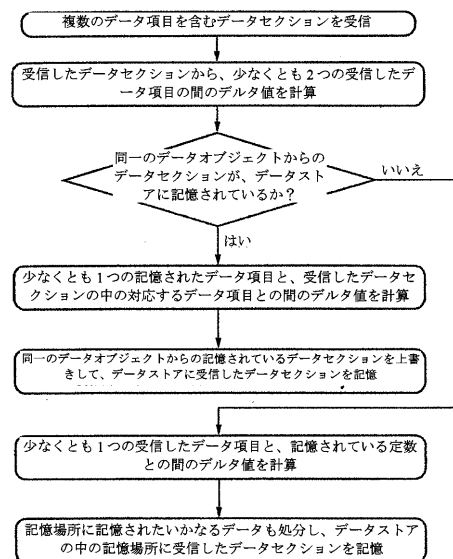 複数のデータ項目を含むデータセクションを受信
受信したデータセクションから、少なくとも2つの受信したデ
ータ項目の間のデルタ値を計算
同一のデータオブジェクトからの
データセクションが、データスト
アに記憶されているか?
いいえ
はい
少なくとも1つの記憶されたデータ項目と、受信したデータセ
クションの中の対応するデータ項目との間のデルタ値を計算
同一のデータオブジェクトからの記憶されているデータセクションを上書
きして、データストアに受信したデータセクションを記憶
少なくとも1つの受信したデータ項目と、記憶されている定数
との間のデルタ値を計算
記憶場所に記憶されたいかなるデータも処分し、データストア
の中の記憶場所に受信したデータセクションを記憶